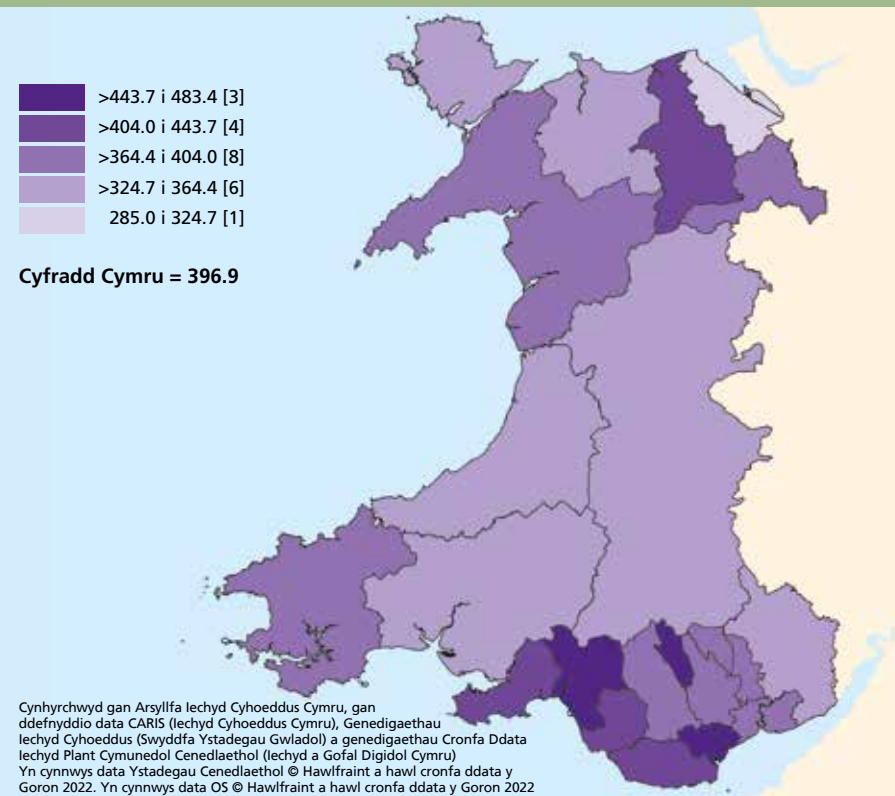 >443.7 i 483.4 [3]
>404.0 i 443.7 [4]
>364.4 i 404.0 [8]
>324.7 i 364.4 [6]
285.0 i 324.7 [1]
Cyfradd Cymru = 396.9
Cynhyrchwyd gan Arsyllfa Iechyd Cyhoeddus Cymru, gan
ddefnyddio data CARIS (Iechyd Cyhoeddus Cymru), Genedigaethau
Iechyd Cyhoeddus (Swyddfa Ystadegau Gwladol) a genedigaethau Cronfa Ddata
Iechyd Plant Cymunedol Cenedlaethol (Iechyd a Gofal Digidol Cymru)
Yn cynnwys data Ystadegau Cenedlaethol © Hawlfraint a hawl cronfa ddata y
Goron 2022. Yn cynnwys data OS © Hawlfraint a hawl cronfa ddata y Goron 2022